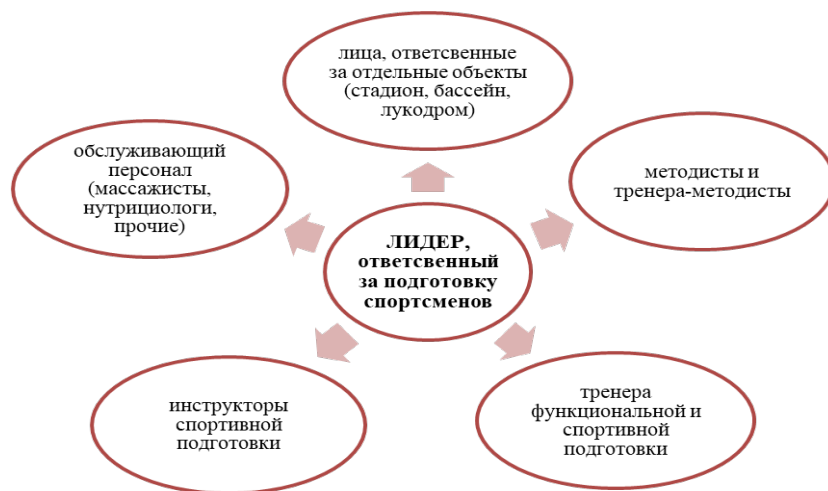 лица, ответсвенные
за отдельные объекты
(стадион, бассейн,
лукодром)
обслуживающий
персонал
(массажисты,
нутрициологи,
прочие)
методисты и
тренера-методисты
ЛИДЕР,
ответсвенный
за подготовку
спортсменов
инструкторы
спортивной
подготовки
тренера
функциональной и
спортивной
подготовки